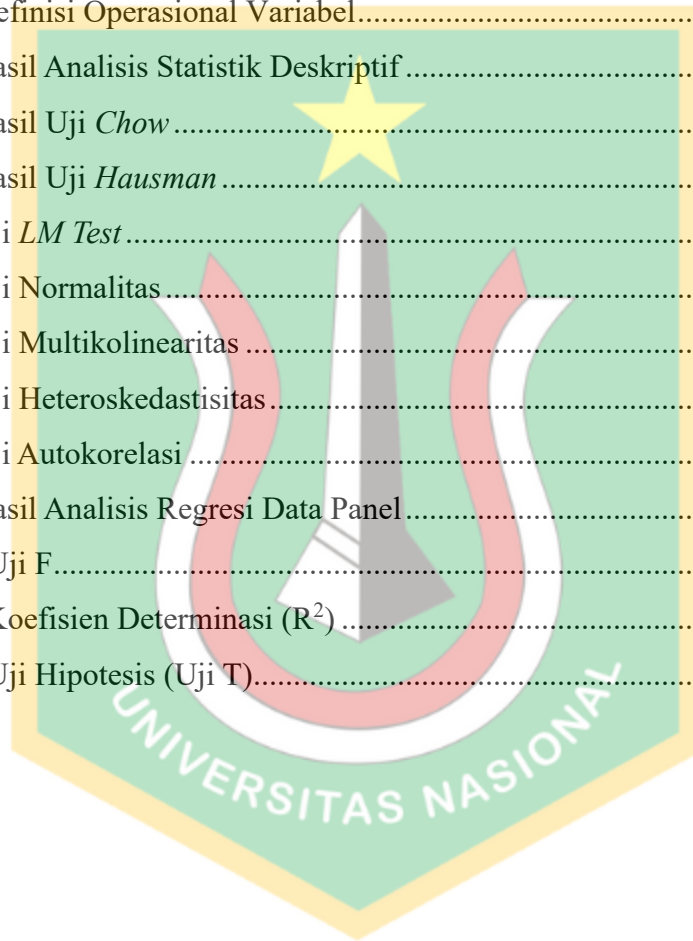 efinisi Operasional Variabel
asil Analisis Statistik Deskriptif
asil Uji Chow
asil Uji Hausman
i LM Test
i Normalitas
i Multikolinearitas
i Heteroskedastisitas
i Autokorelasi
asil Analisis Regresi Data Panel
Uji F
Koefisien Determinasi (R²)
Uji Hipotesis (Uji T)
UNIVERSITAS NASIONAL